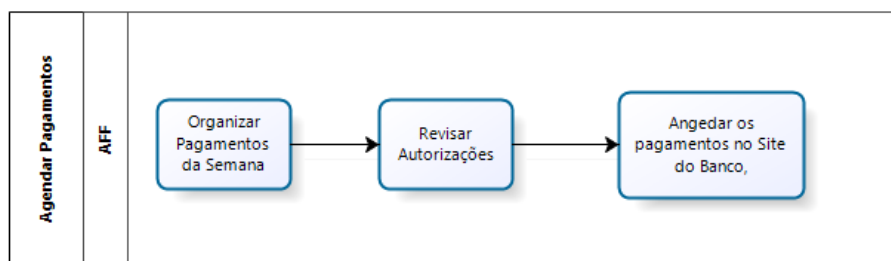 Agendar Pagamentos
AFF
Organizar
Pagamentos
da Semana
Revisar
Autorizações
Angedar os
pagamentos no Site
do Banco,